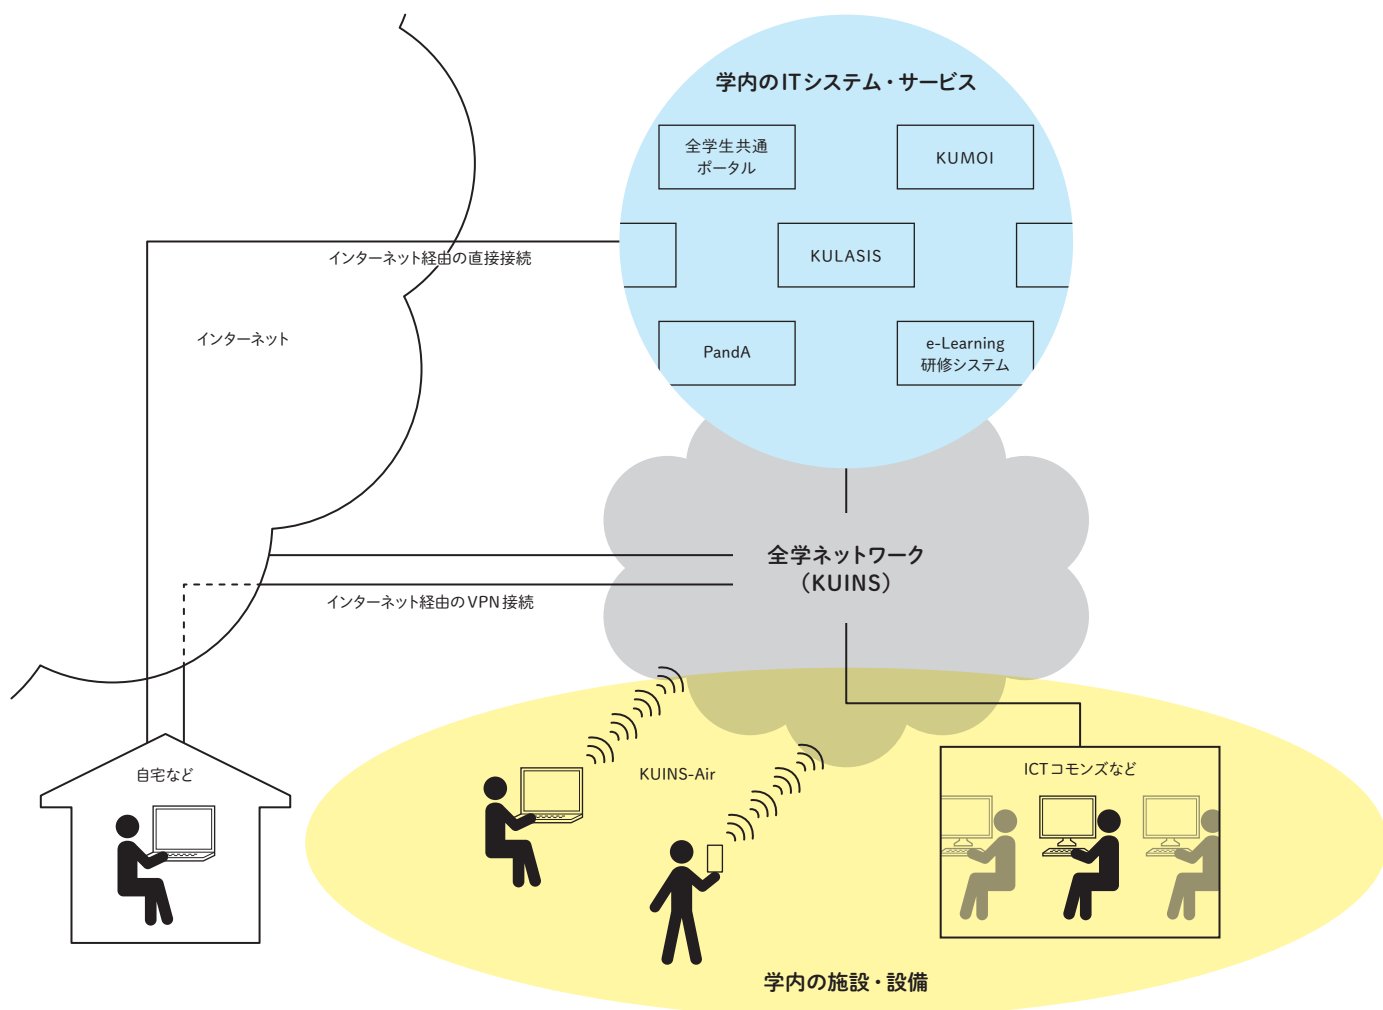 学内のITシステム・サービス
全学生共通
ポータル
KUMOI
インターネット経由の直接接続
KULASIS
インターネット
PandA
e-Learning
研修システム
全学ネットワーク
（KUINS）
インターネット経由のVPN接続
自宅など
KUINS-Air
ICTコモンズなど
学内の施設・設備